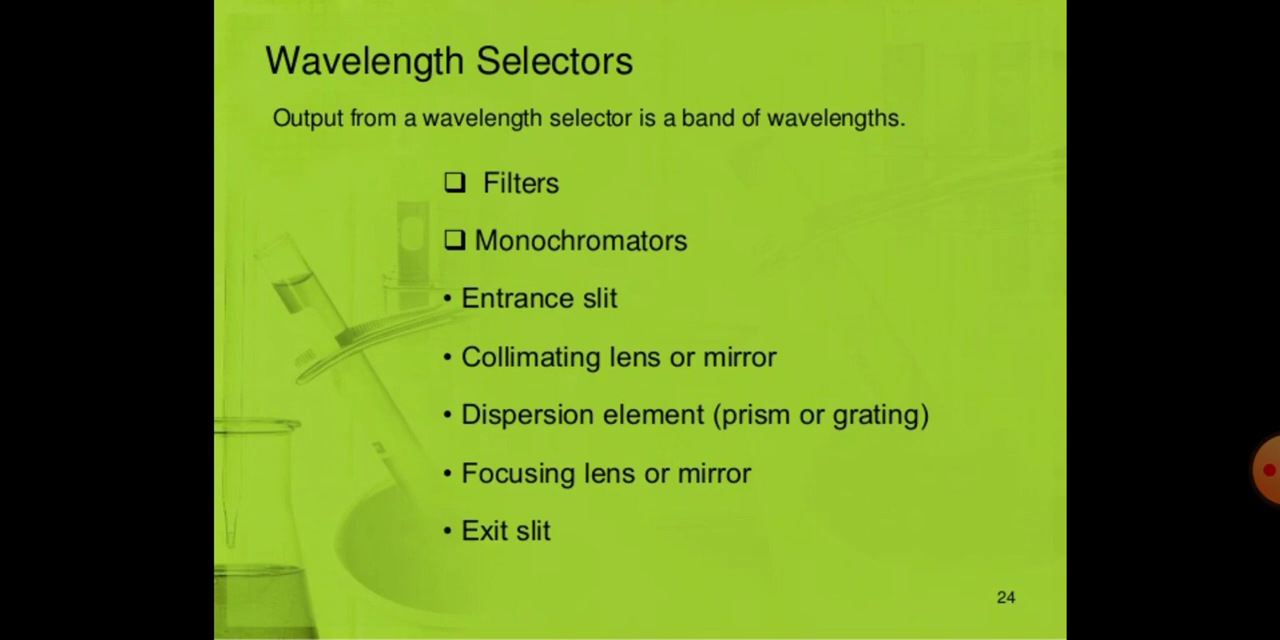 Wavelength Selectors
Output from a wavelength selector is a band of wavelengths.
❑ Filters
❑ Monochromators
• Entrance slit
• Collimating lens or mirror
• Dispersion element (prism or grating)
• Focusing lens or mirror
• Exit slit
24